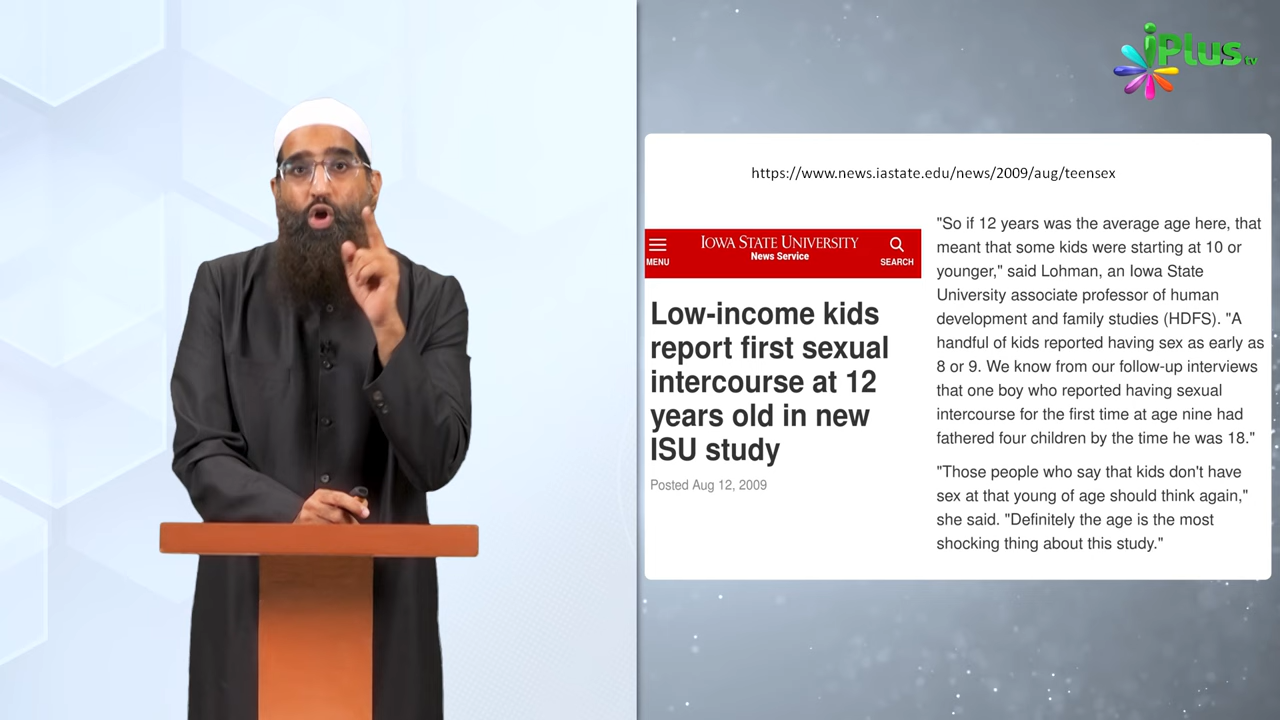 iPlus tv
https://www.news.iastate.edu/news/2009/aug/teensex
MENU
IOWA STATE UNIVERSITY
News Service
SEARCH
Low-income kids
report first sexual
intercourse at 12
years old in new
ISU study
Posted Aug 12, 2009
"So if 12 years was the average age here, that
meant that some kids were starting at 10 or
younger," said Lohman, an Iowa State
University associate professor of human
development and family studies (HDFS). "A
handful of kids reported having sex as early as
8 or 9. We know from our follow-up interviews
that one boy who reported having sexual
intercourse for the first time at age nine had
fathered four children by the time he was 18."
"Those people who say that kids don't have
sex at that young of age should think again,"
she said. "Definitely the age is the most
shocking thing about this study."